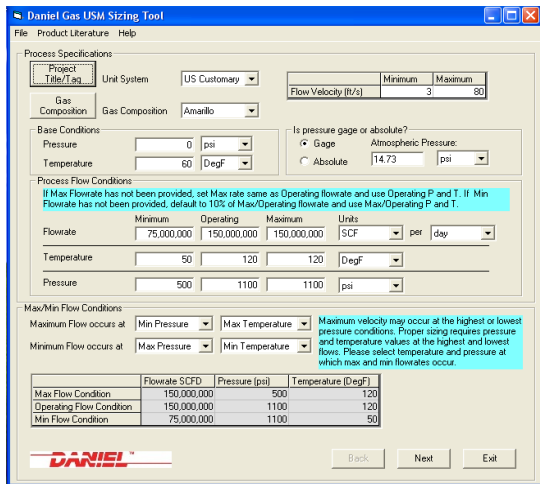 Daniel Gas USM Sizing Tool
File Product Literature Help
Process Specifications
Project Title/Tag
Unit System US Customary
Minimum Maximum
Flow Velocity (ft/s) 3 80
Gas Composition
Gas Composition Amarillo
Base Conditions
Pressure 0 psi
Temperature 60 DegF
Is pressure gage or absolute?
Gage
Absolute
Atmospheric Pressure:
14.73 psi
Process Flow Conditions
If Max Flowrate has not been provided, set Max rate same as Operating flowrate and use Operating P and T. If Min
Flowrate has not been provided, default to 10% of Max/Operating flowrate and use Max/Operating P and T.
Minimum Operating Maximum Units
Flowrate 75,000,000 150,000,000 150,000,000 SCF per day
Temperature 50 120 120 DegF
Pressure 500 1100 1100 psi
Max/Min Flow Conditions
Maximum Flow occurs at Min Pressure Max Temperature
Minimum Flow occurs at Max Pressure Min Temperature
Maximum velocity may occur at the highest or lowest
pressure conditions. Proper sizing requires pressure
and temperature values at the highest and lowest
flows. Please select temperature and pressure at
which max and min flowrates occur.
Flowrate SCFD Pressure (psi) Temperature (DegF)
Max Flow Condition 150,000,000 500 120
Operating Flow Condition 150,000,000 1100 120
Min Flow Condition 75,000,000 1100 50
DANIEL™
Back Next Exit